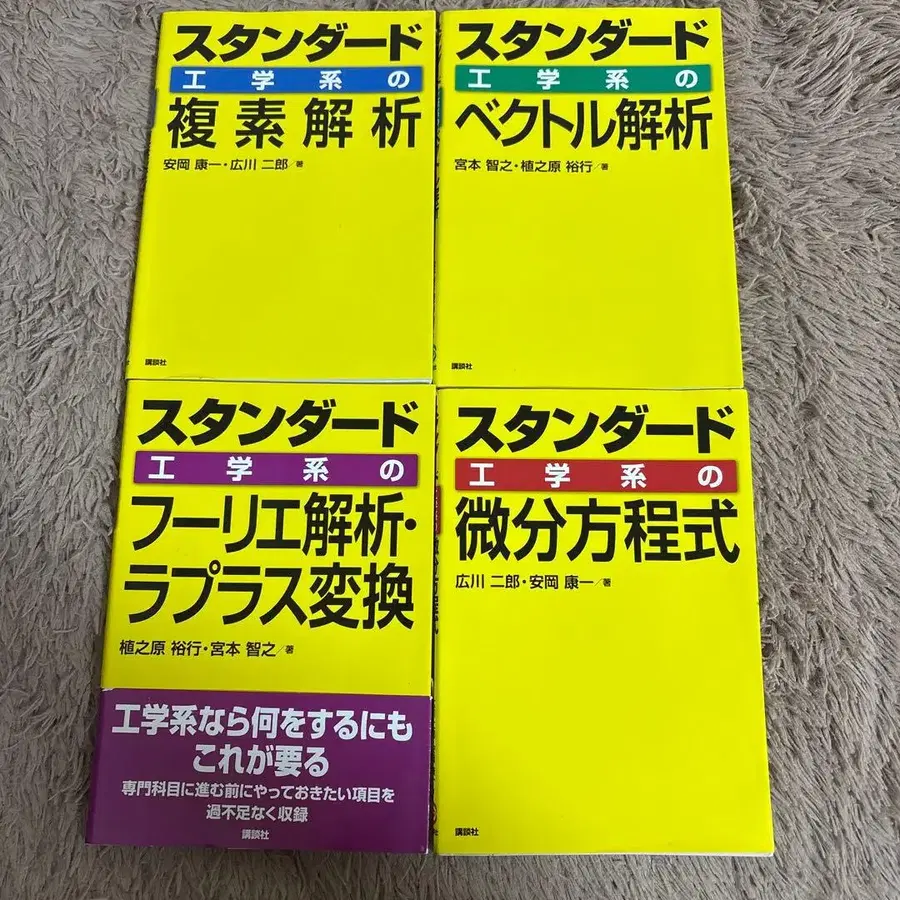 スタンダード
工学系の
複素解析
安岡 康一・広川 二郎/著
講談社
スタンダード
工学系の
ベクトル解析
宮本 智之・植之原 裕行/著
講談社
スタンダード
工学系の
フーリエ解析・
ラプラス変換
植之原 裕行・宮本 智之/著
工学系なら何をするにも
これが要る
専門科目に進む前にやっておきたい項目を
過不足なく収録
講談社
スタンダード
工学系の
微分方程式
広川 二郎・安岡 康一/著
講談社